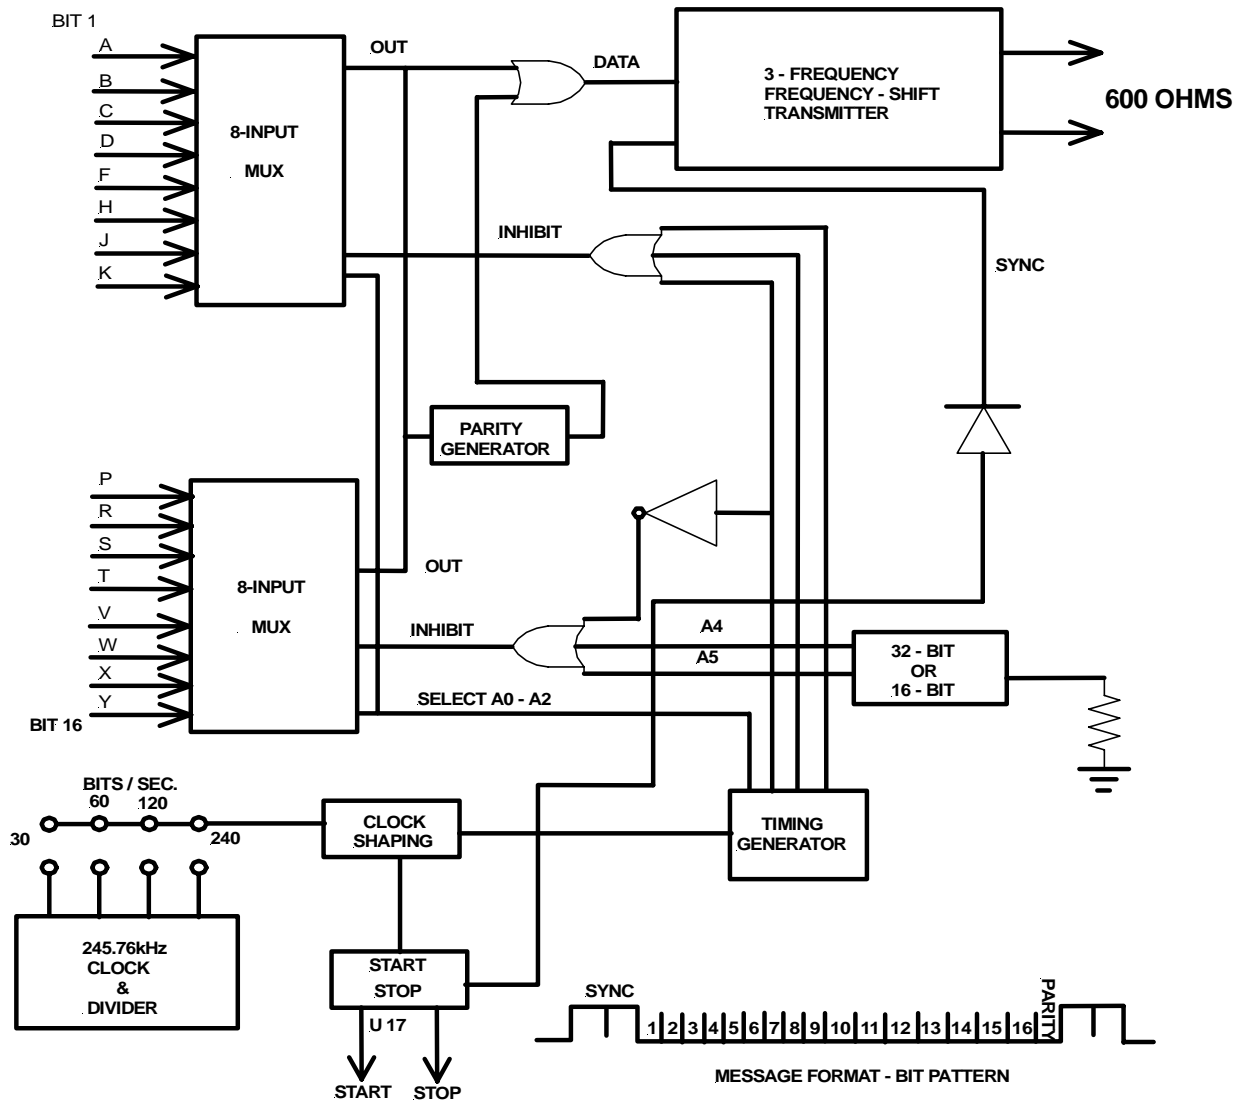 BIT 1
A
B
C
D
F
H
J
K
8-INPUT
MUX
OUT
DATA
3 - FREQUENCY
FREQUENCY - SHIFT
TRANSMITTER
600 OHMS
INHIBIT
SYNC
PARITY
GENERATOR
P
R
S
T
V
W
X
Y
BIT 16
8-INPUT
MUX
OUT
INHIBIT
A4
A5
32 - BIT
OR
16 - BIT
SELECT A0 - A2
BITS / SEC.
30
60
120
240
CLOCK
SHAPING
TIMING
GENERATOR
245.76kHz
CLOCK
&
DIVIDER
START
STOP
U 17
START
STOP
SYNC
1 2 3 4 5 6 7 8 9 10 11 12 13 14 15 16
PARITY
MESSAGE FORMAT - BIT PATTERN